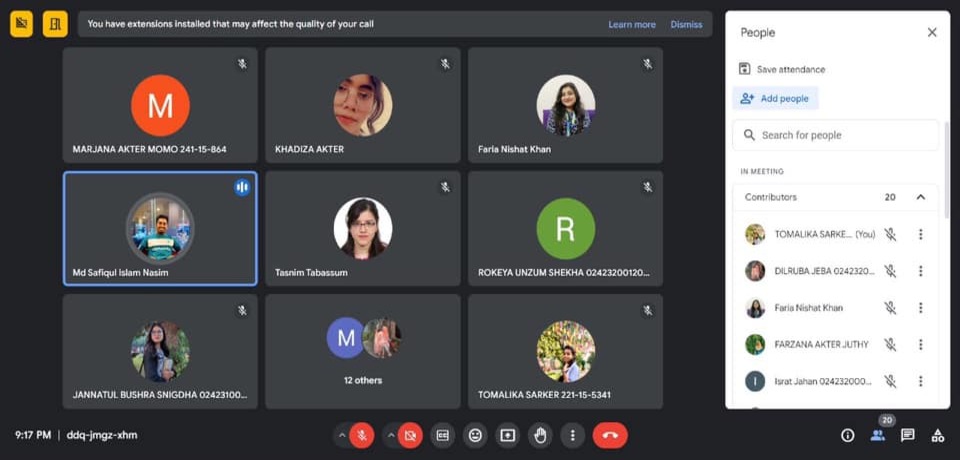 You have extensions installed that may affect the quality of your call
Learn more
Dismiss
M
MARJANA AKTER MOMO 241-15-864
KHADIZA AKTER
Faria Nishat Khan
Md Safiqul Islam Nasim
Tasnim Tabassum
R
ROKEYA UNZUM SHEKHA 02423200120...
JANNATUL BUSHRA SNIGDHA 02423100...
M
12 others
TOMALIKA SARKER 221-15-5341
9:17 PM | ddq-jmgz-xhm
People
Save attendance
Add people
Search for people
IN MEETING
Contributors 20
TOMALIKA SARKE... (You)
DILRUBA JEBA 0242320...
Faria Nishat Khan
FARZANA AKTER JUTHY
I
Israt Jahan 024232000...
20